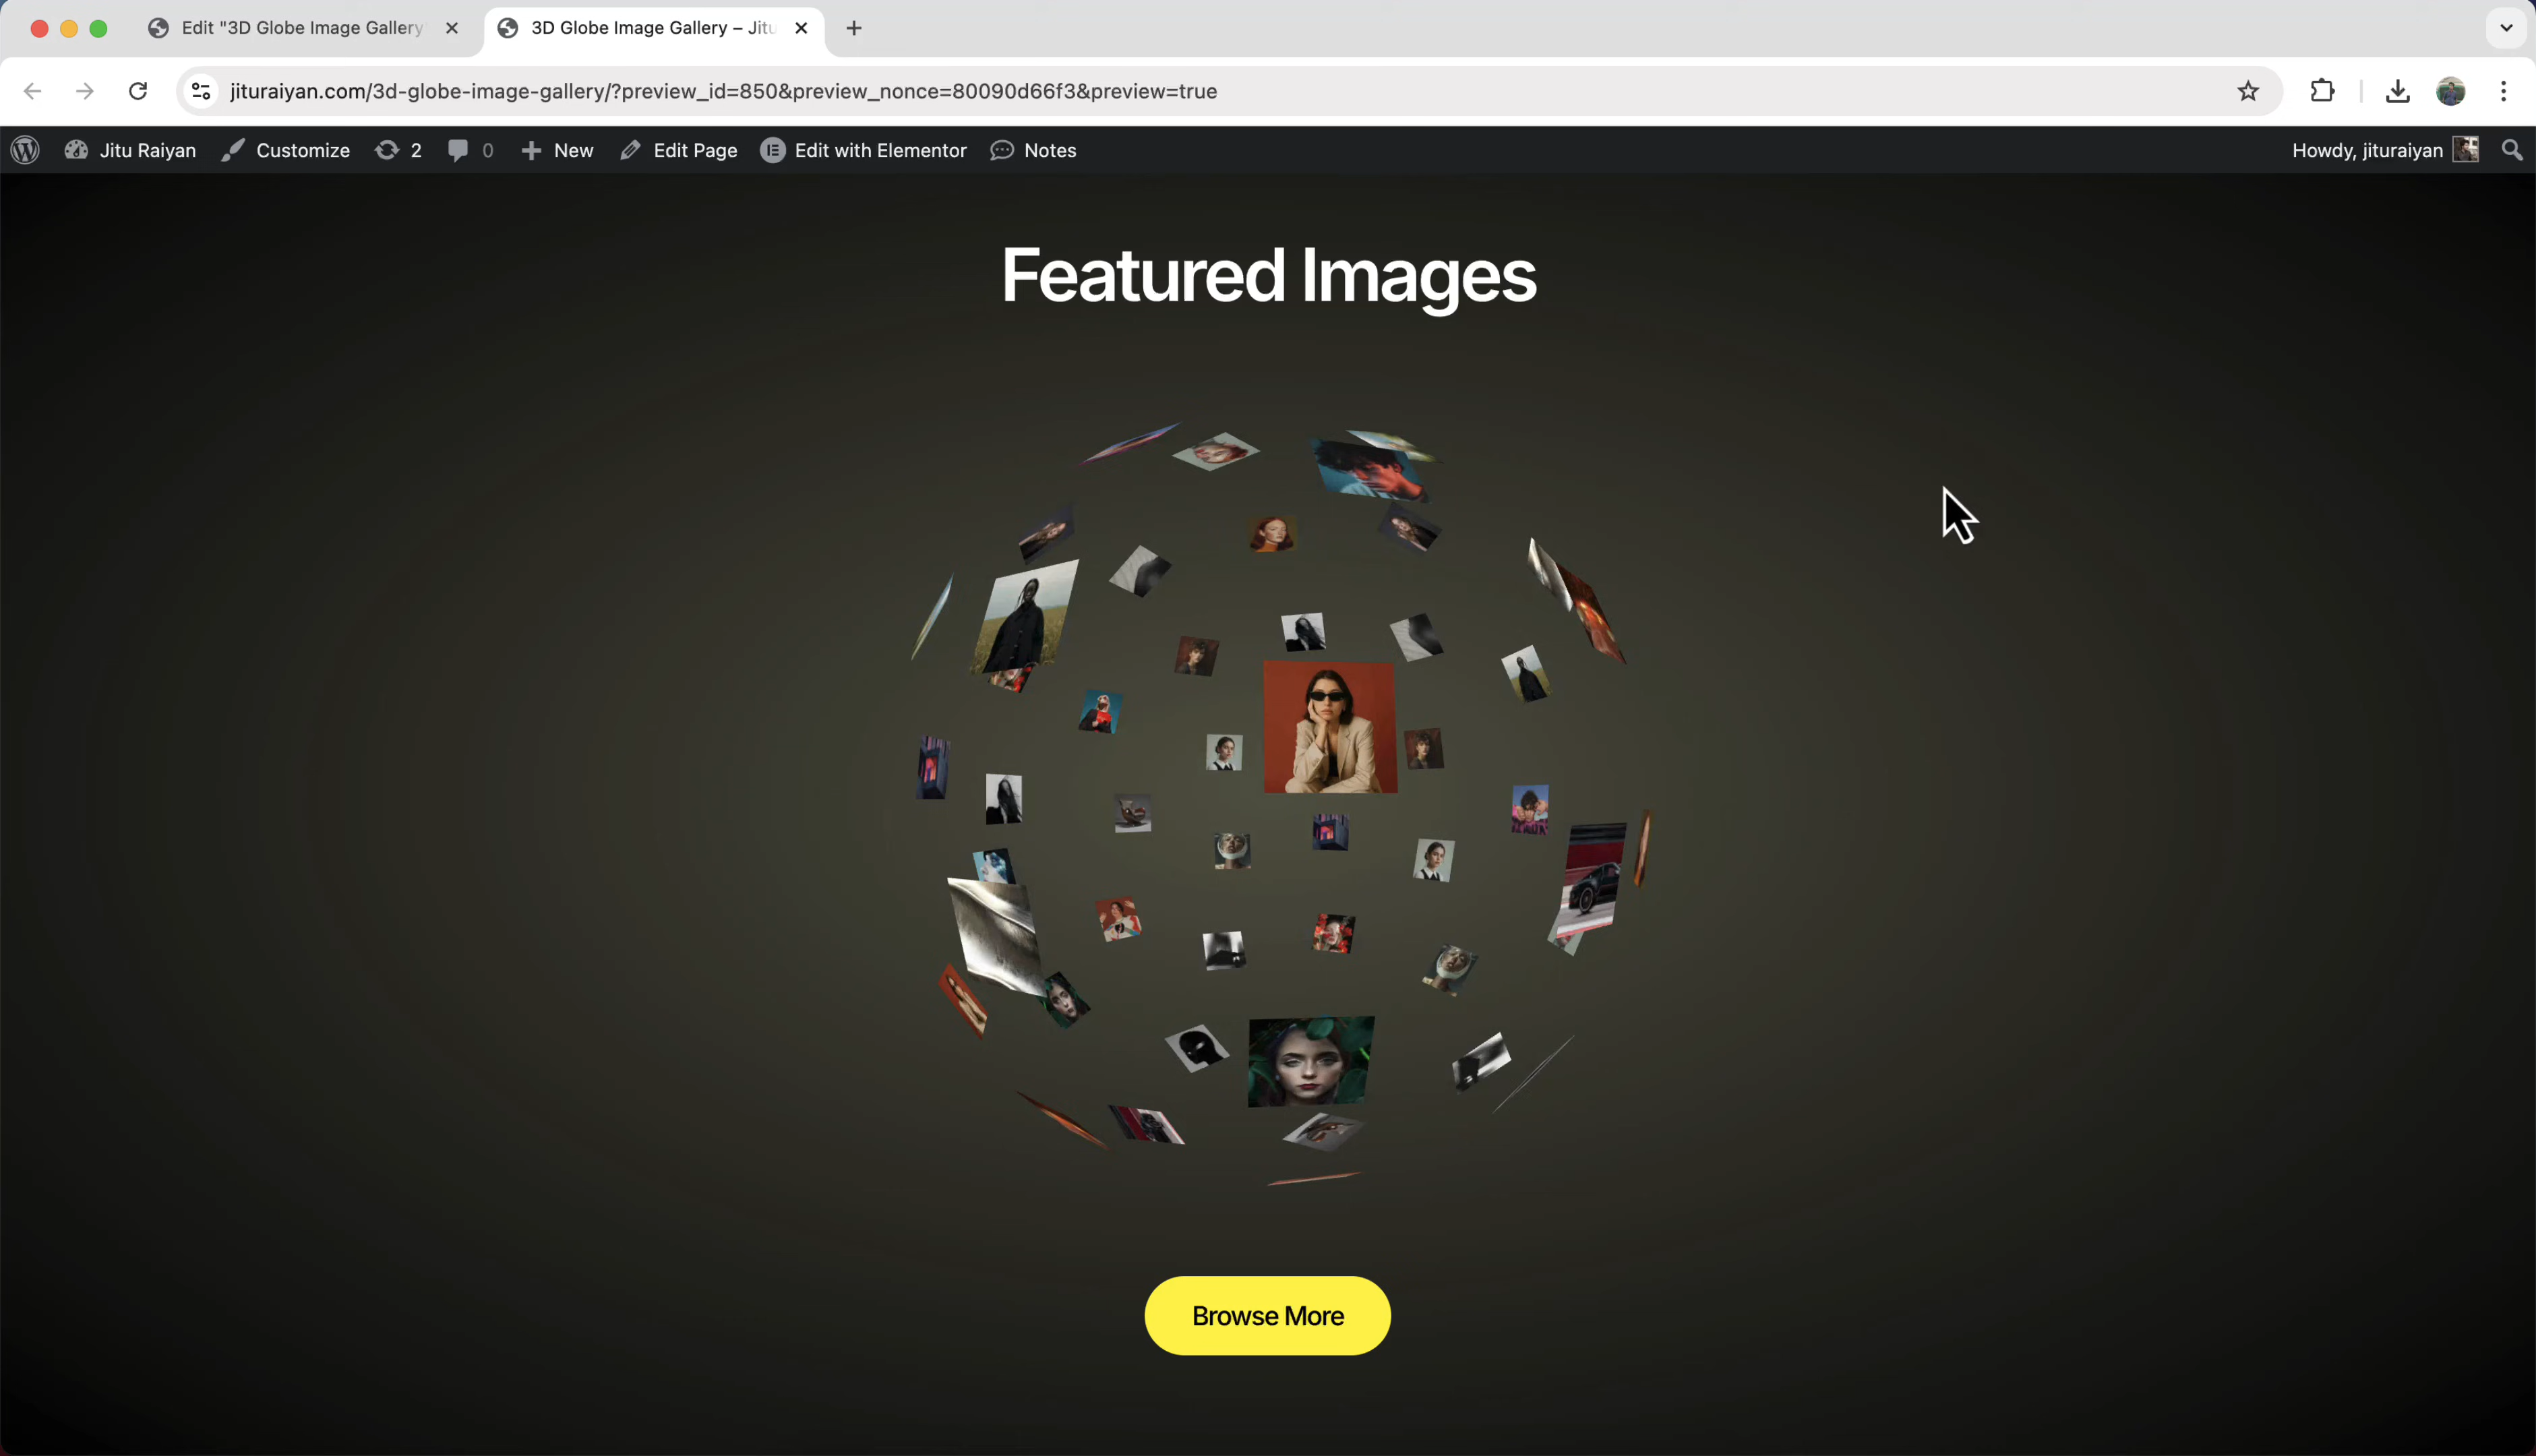 Edit "3D Globe Image Gallery"
3D Globe Image Gallery – Jitu
jituraiyan.com/3d-globe-image-gallery/?preview_id=850&preview_nonce=80090d66f3&preview=true
Jitu Raiyan
Customize
2
0
New
Edit Page
Edit with Elementor
Notes
Howdy, jituraiyan
Featured Images
Browse More